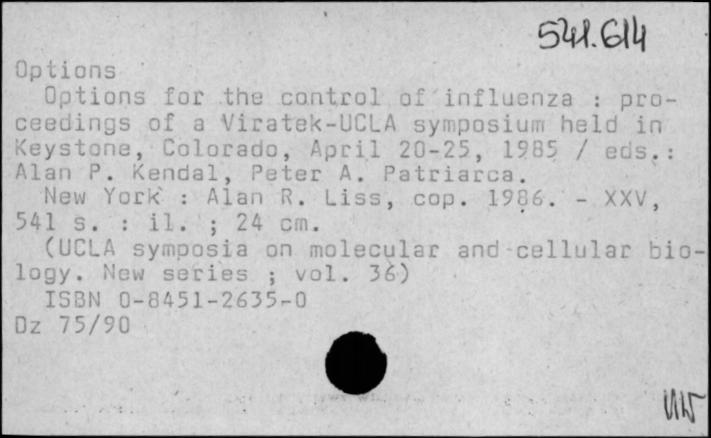 541.614
Options
Options for the control of influenza : pro-
ceedings of a Viratek-UCLA symposium held in
Keystone, Colorado, April 20-25, 1985 / eds.:
Alan P. Kendal, Peter A. Patriarca.
New York : Alan R. Liss, cop. 1986. - XXV,
541 s. : il. ; 24 cm.
(UCLA symposia on molecular and cellular bio-
logy. New series ; vol. 36)
ISBN 0-8451-2635-0
Dz 75/90